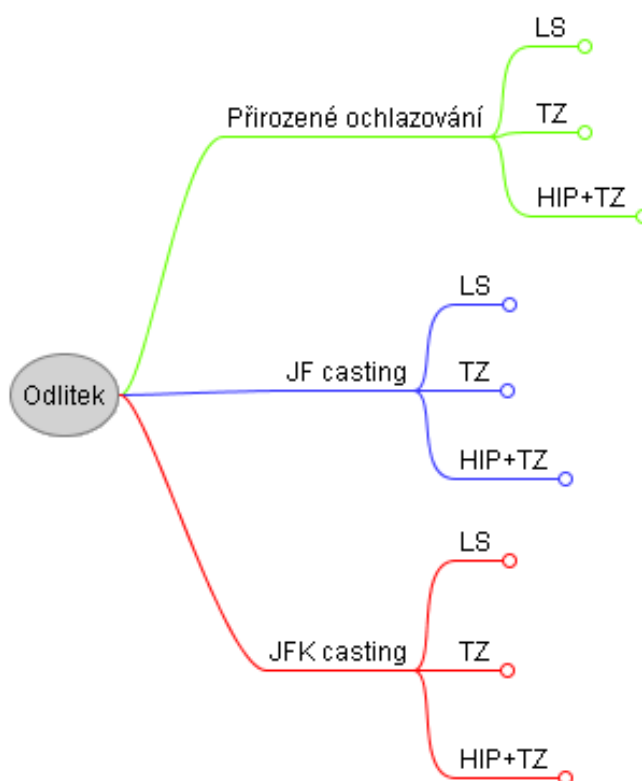 LS
Přirozené ochlazování
TZ
HIP+TZ
Odlitek
LS
JF casting
TZ
HIP+TZ
LS
JFK casting
TZ
HIP+TZ